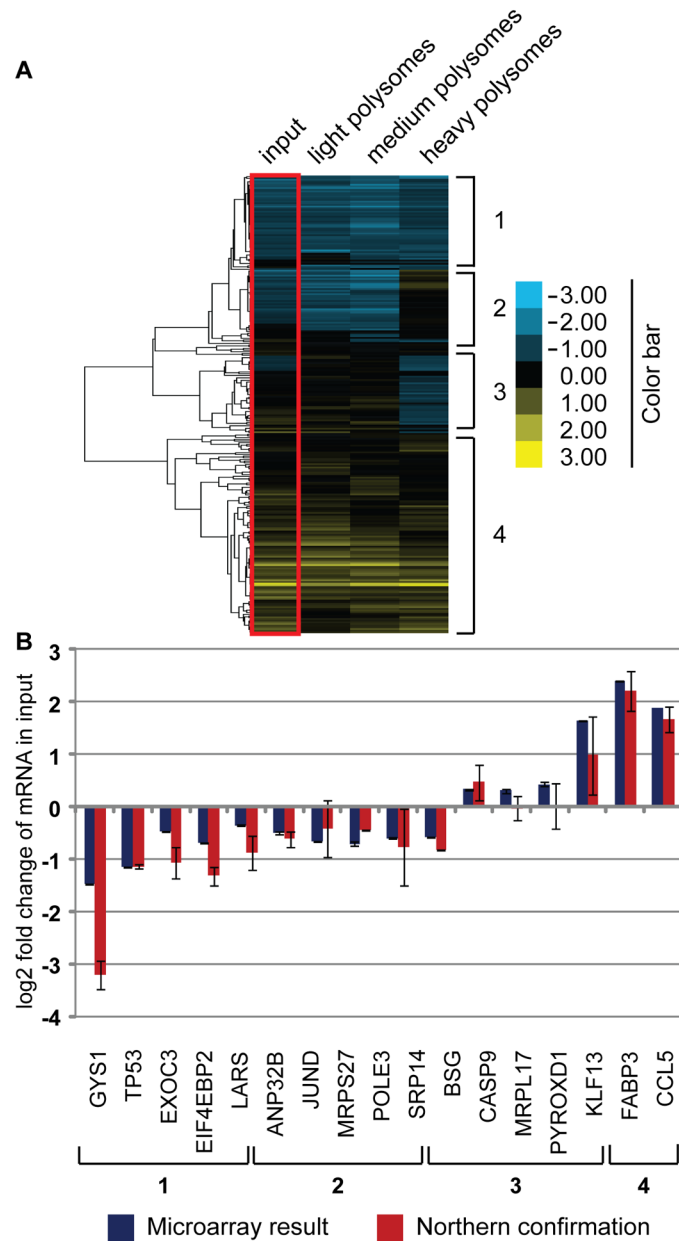 A
input
light polysomes
medium polysomes
heavy polysomes
1
2
3
4
−3.00
−2.00
−1.00
0.00
1.00
2.00
3.00
Color bar
B
log2 fold change of mRNA in input
3
2
1
0
-1
-2
-3
-4
GYS1
TP53
EXOC3
EIF4EBP2
LARS
ANP32B
JUND
MRPS27
POLE3
SRP14
BSG
CASP9
MRPL17
PYROXD1
KLF13
FABP3
CCL5
1
2
3
4
Microarray result
Northern confirmation